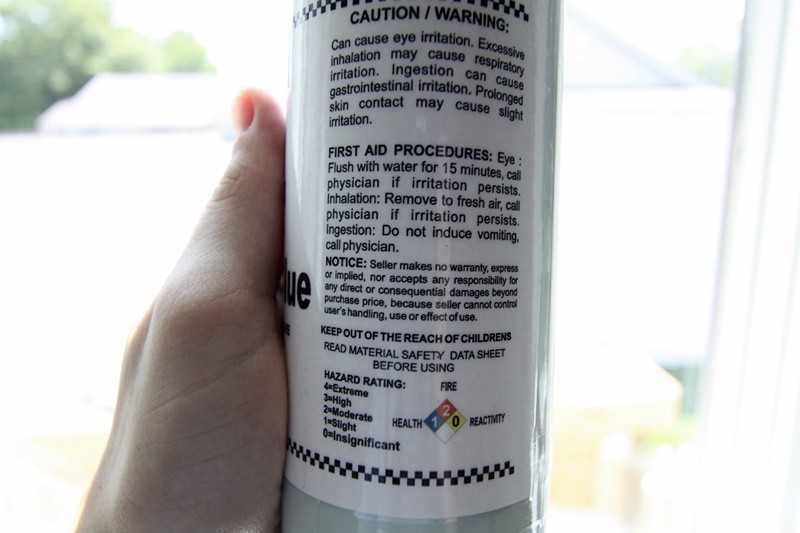 CAUTION / WARNING:
Can cause eye irritation. Excessive
inhalation may cause respiratory
irritation. Ingestion can cause
gastrointestinal irritation. Prolonged
skin contact may cause slight
irritation.
FIRST AID PROCEDURES: Eye :
Flush with water for 15 minutes, call
physician if irritation persists.
Inhalation: Remove to fresh air, call
physician if irritation persists.
Ingestion: Do not induce vomiting,
call physician.
NOTICE: Seller makes no warranty, express
or implied, nor accepts any responsibility for
any direct or consequential damages beyond
purchase price, because seller cannot control
user's handling, use or effect of use.
KEEP OUT OF THE REACH OF CHILDRENS
READ MATERIAL SAFETY DATA SHEET
BEFORE USING
HAZARD RATING:
4=Extreme
3=High
2=Moderate
1=Slight
0=Insignificant
FIRE
2
HEALTH 1 0 REACTIVITY